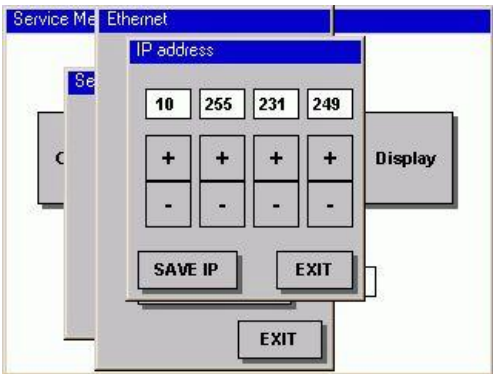 Service Me Ethernet
IP address
Se
10 255 231 249
+ + + +
C Display
- - - -
SAVE IP EXIT
EXIT